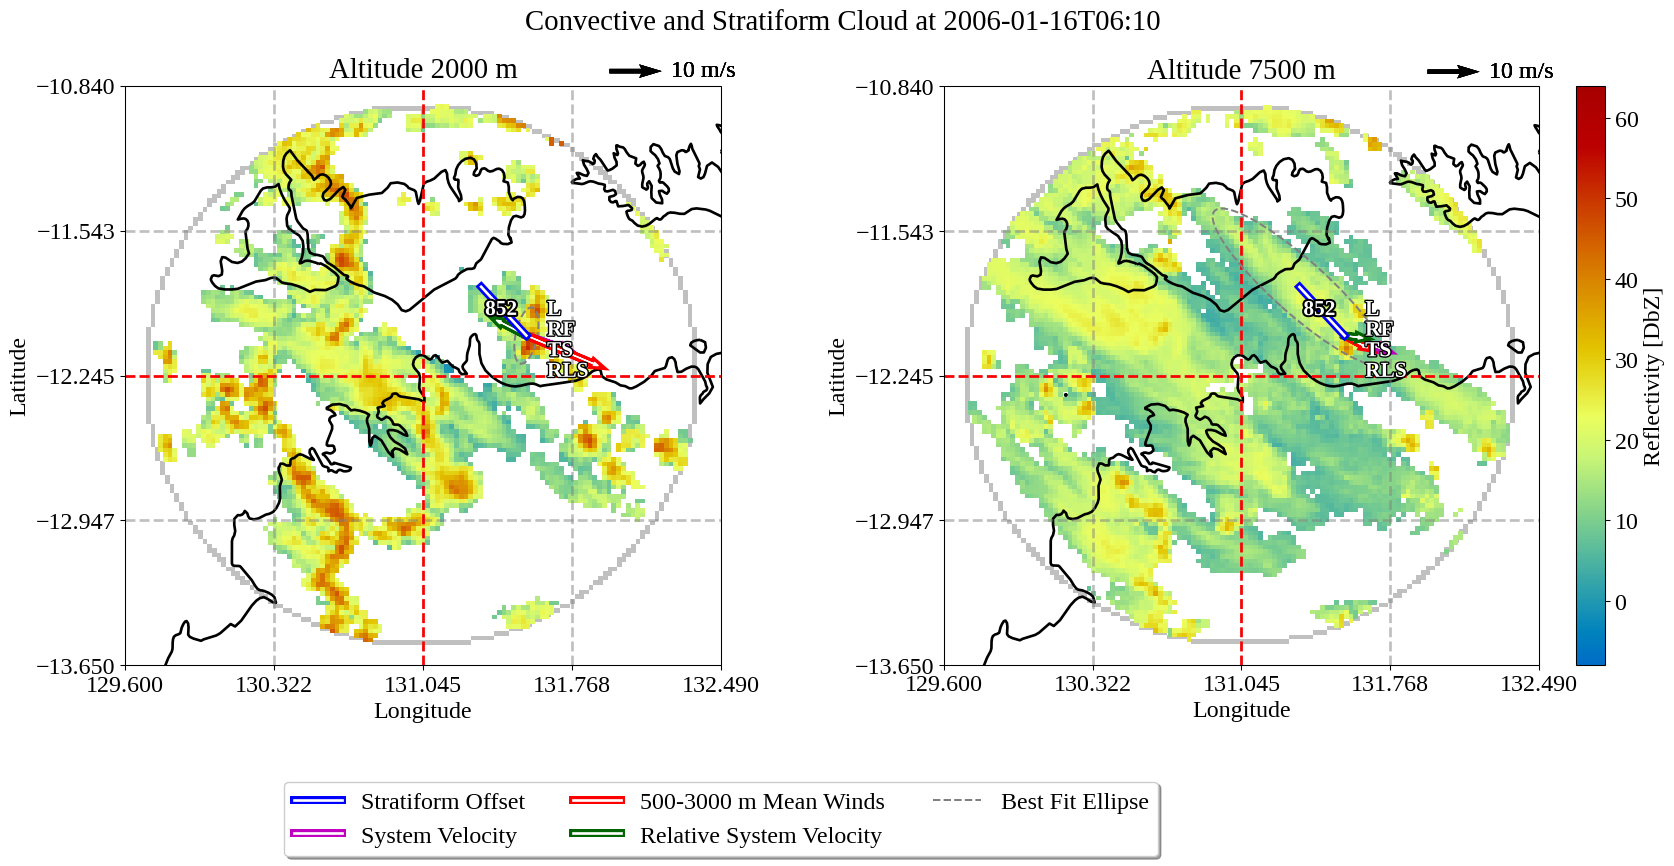 Convective and Stratiform Cloud at 2006-01-16T06:10
Altitude 2000 m
10 m/s
Altitude 7500 m
10 m/s
−10.840
−11.543
−12.245
−12.947
−13.650
Latitude
129.600
130.322
131.045
131.768
132.490
Longitude
852
L
RF
TS
RLS
−10.840
−11.543
−12.245
−12.947
−13.650
Latitude
129.600
130.322
131.045
131.768
132.490
Longitude
852
L
RF
TS
RLS
60
50
40
30
20
10
0
Reflectivity [DbZ]
Stratiform Offset
System Velocity
500-3000 m Mean Winds
Relative System Velocity
Best Fit Ellipse